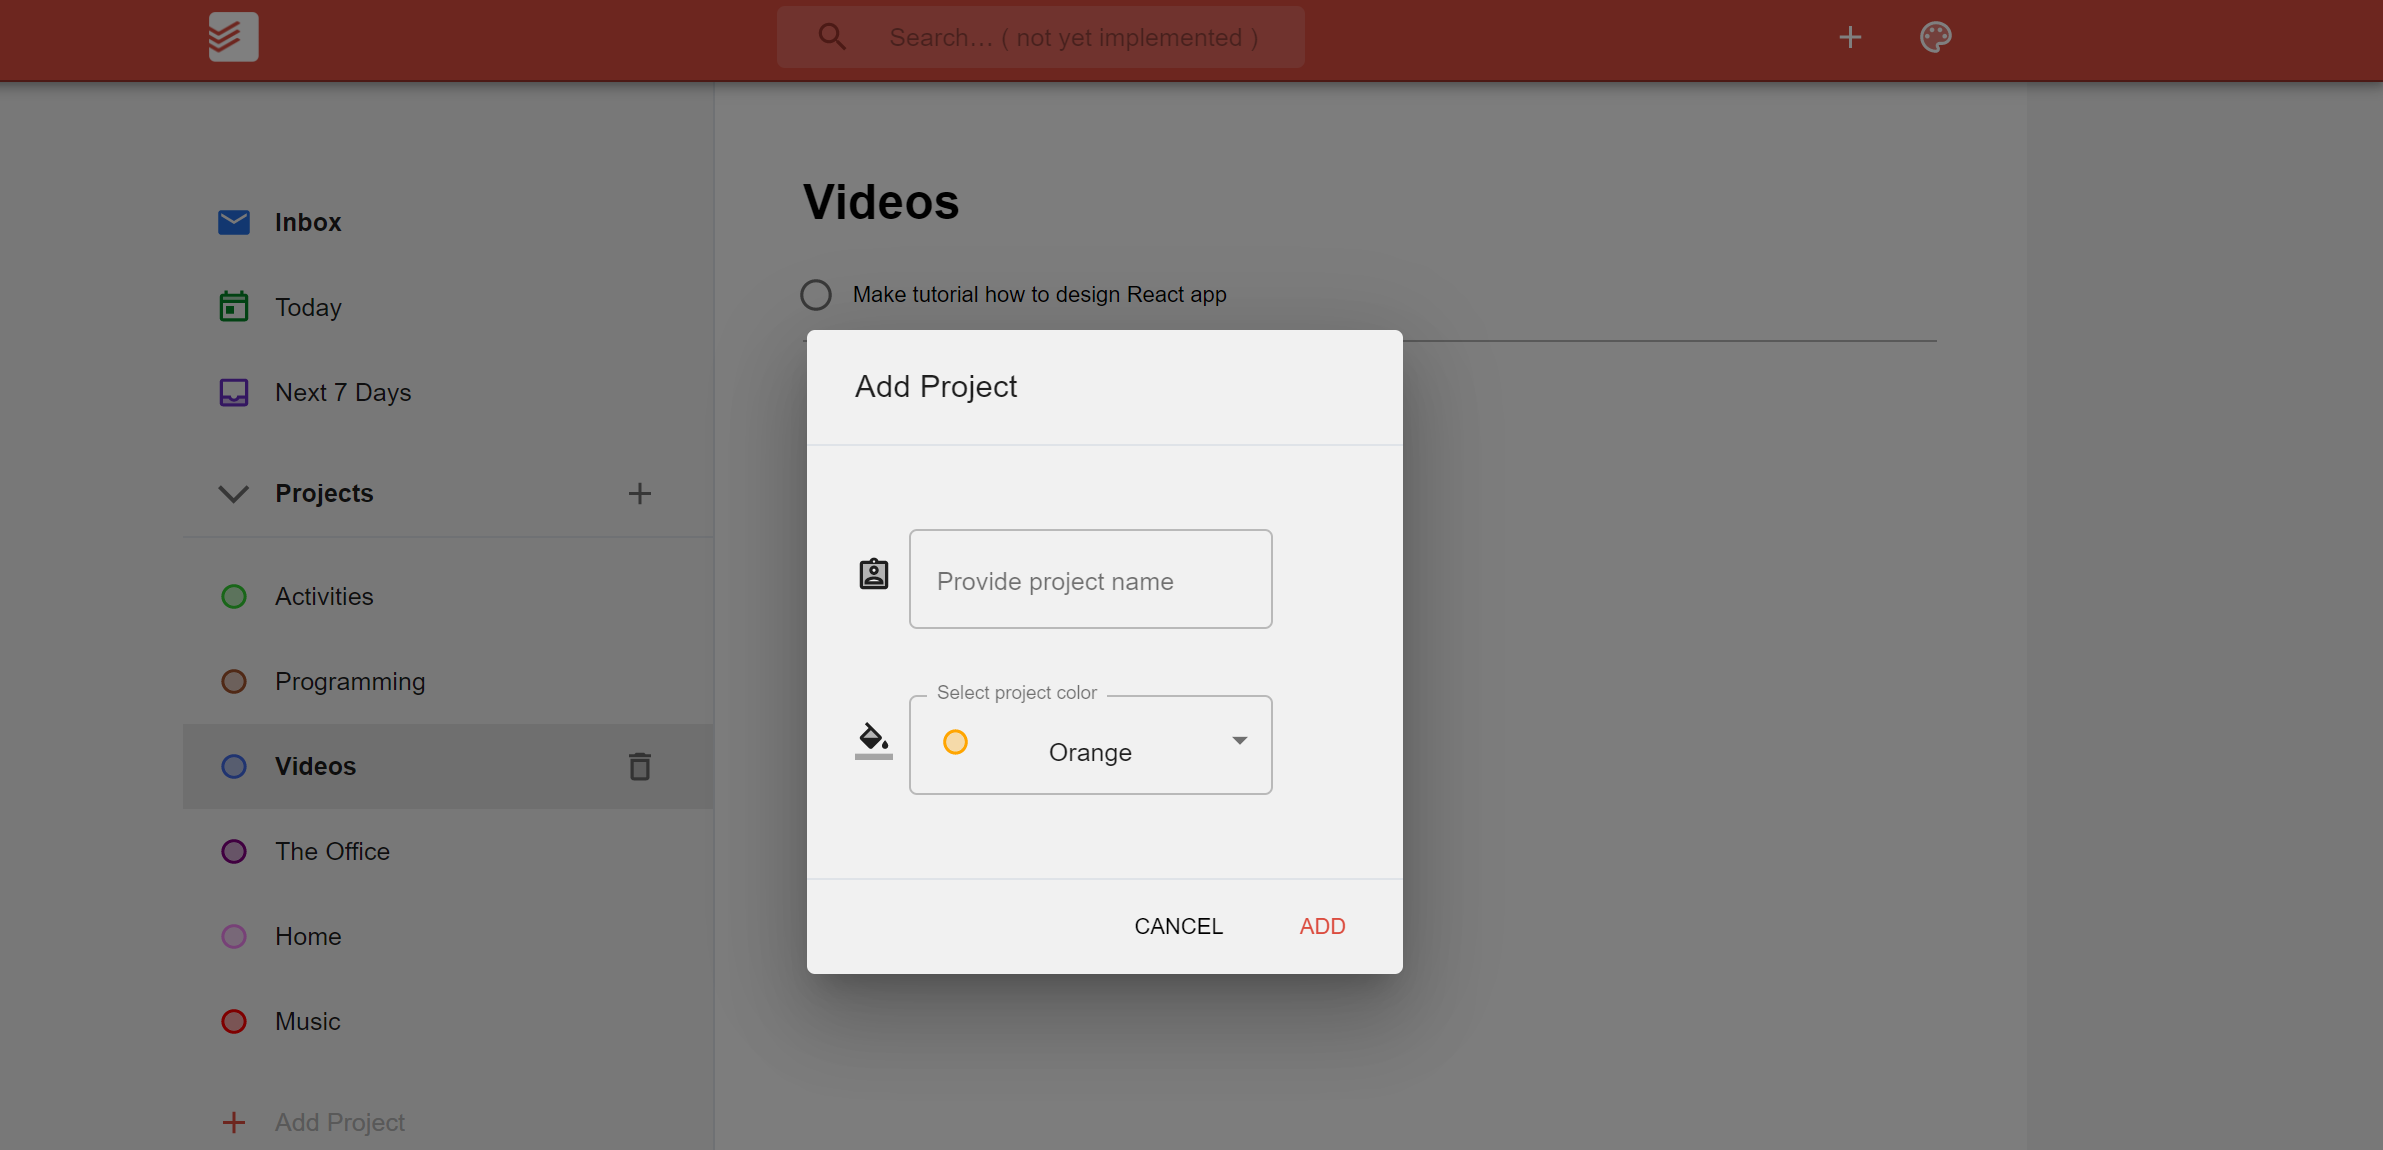 Search… ( not yet implemented )
Inbox
Today
Next 7 Days
Projects
Activities
Programming
Videos
The Office
Home
Music
Add Project
Videos
Make tutorial how to design React app
Add Project
Provide project name
Select project color
Orange
CANCEL ADD